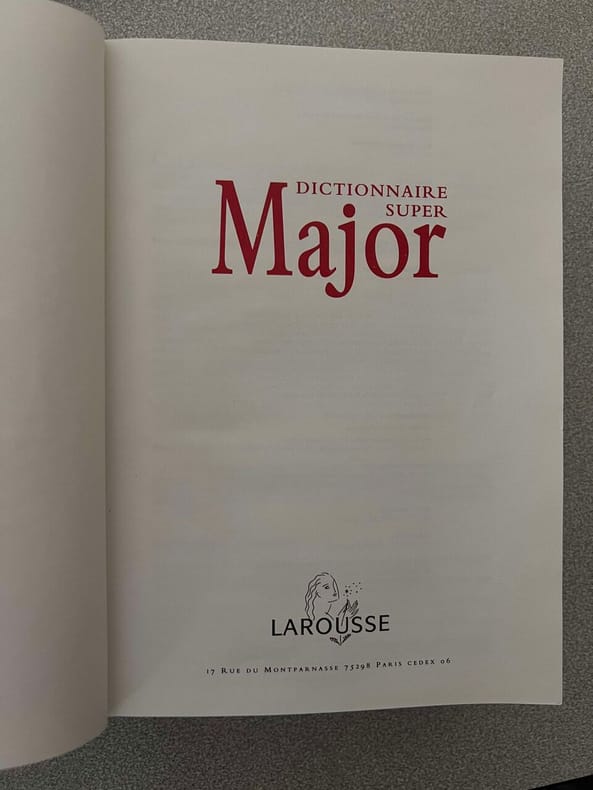 DICTIONNAIRE
SUPER
Major
LAROUSSE
17 RUE DU MONTPARNASSE 75298 PARIS CEDEX 06